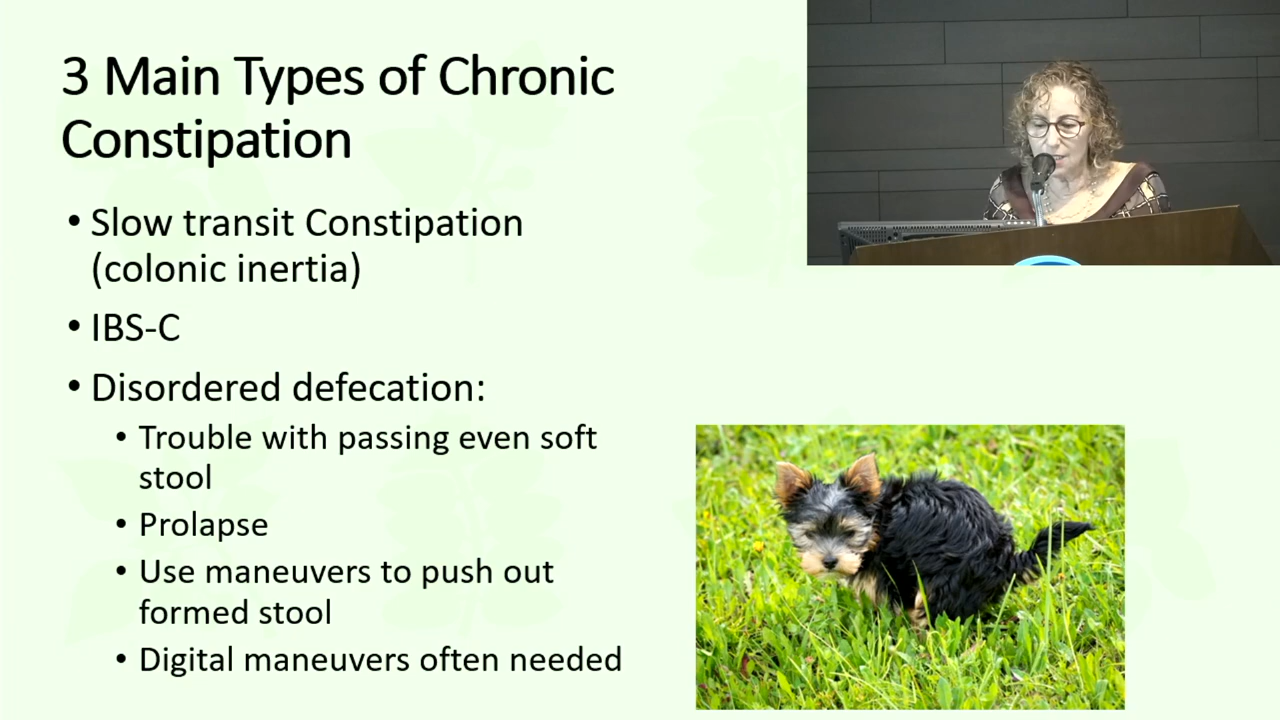 3 Main Types of Chronic
Constipation
• Slow transit Constipation
(colonic inertia)
• IBS-C
• Disordered defecation:
• Trouble with passing even soft
stool
• Prolapse
• Use maneuvers to push out
formed stool
• Digital maneuvers often needed